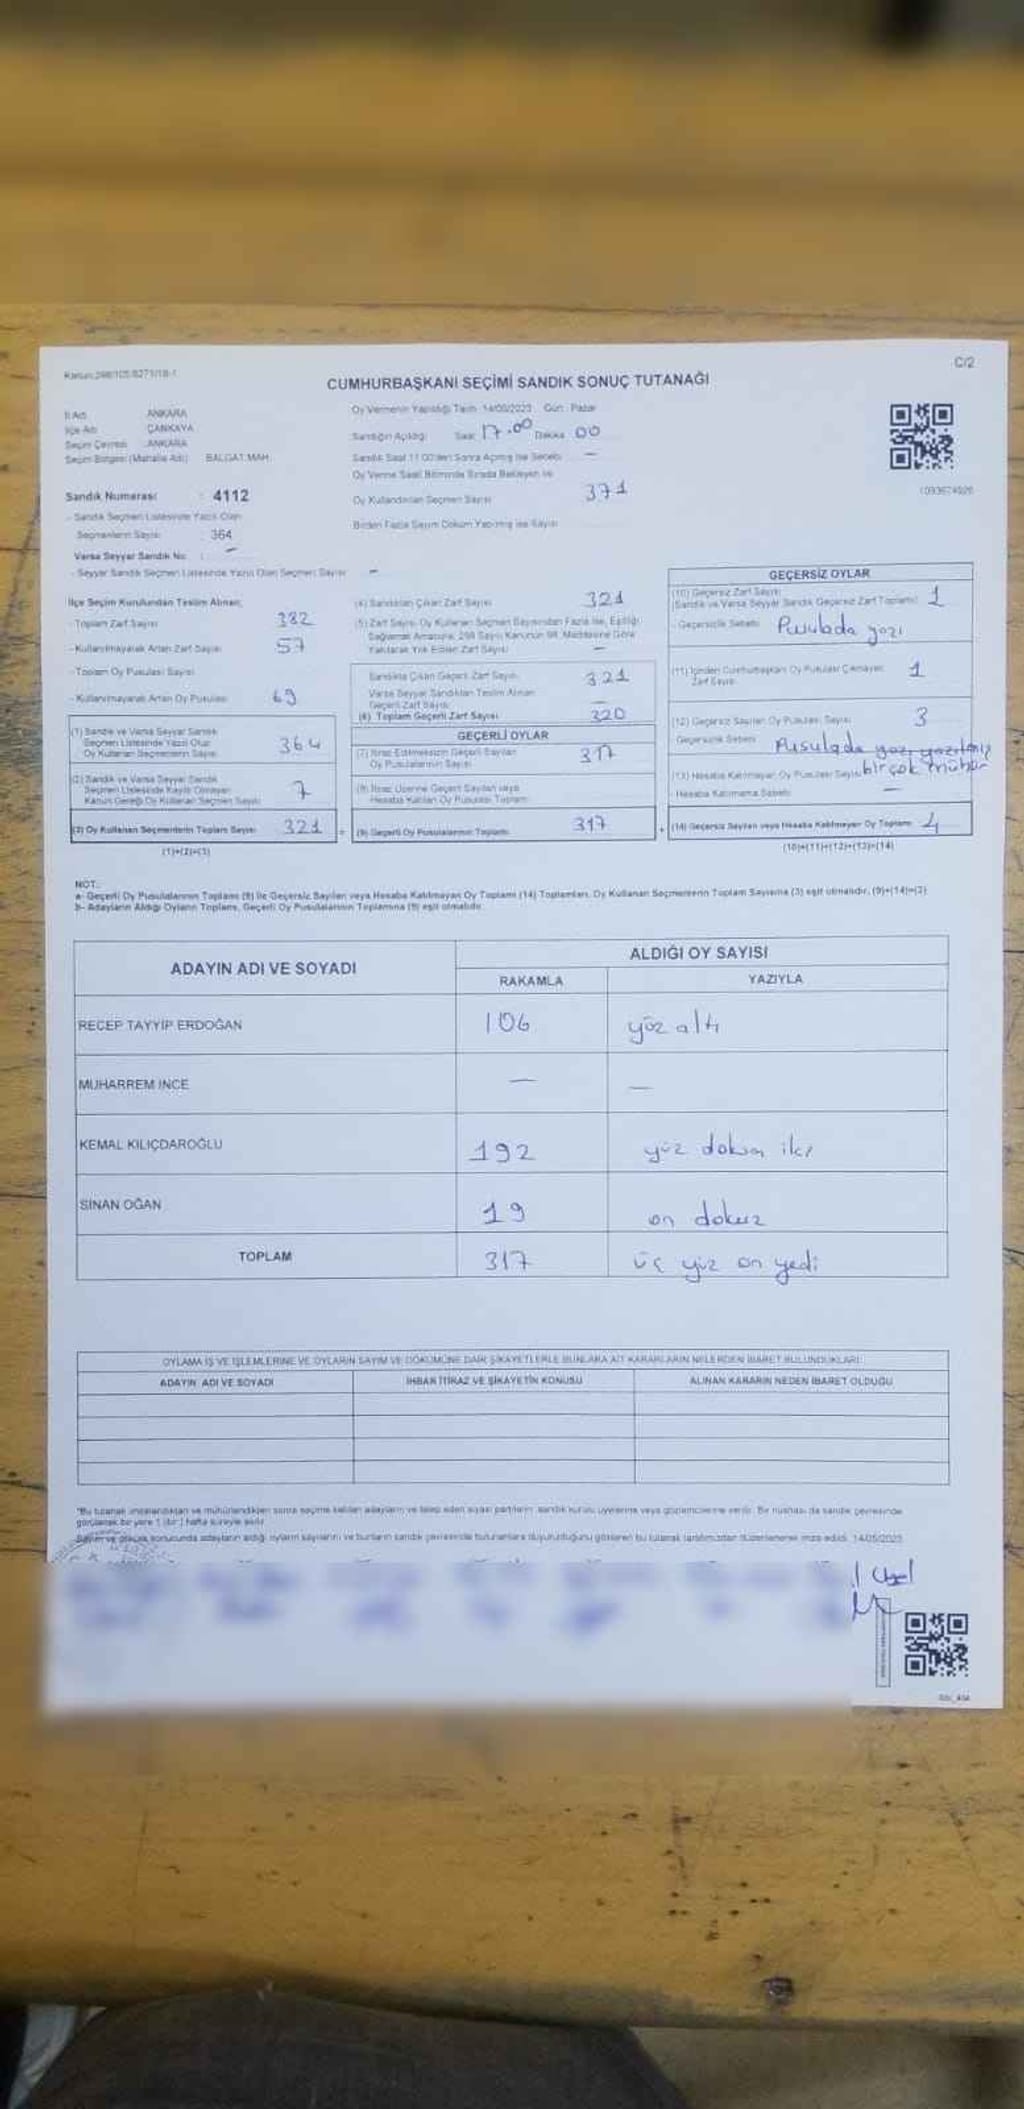 Kanun:298/105-5271/18-1
C/2
CUMHURBAŞKANI SEÇİMİ SANDIK SONUÇ TUTANAĞI
İl Adı ANKARA
İlçe Adı ÇANKAYA
Seçim Çevresi : ANKARA
Seçim Bölgesi (Mahalle Adı) BALGAT MAH.
Sandık Numarası : 4112
- Sandık Seçmen Listesinde Yazılı Olan
Seçmenlerin Sayısı 364
Varsa Seyyar Sandık No : –
- Seyyar Sandık Seçmen Listesinde Yazılı Olan Seçmen Sayısı –
Oy Vermenin Yapıldığı Tarih 14/05/2023 Gün : Pazar
Sandığın Açıldığı Saat 17.00 Dakika 00
Sandık Saat 17.00'den Sonra Açılmış İse Sebebi –
Oy Verme Saati Bitiminde Sırada Bekleyen ve
Oy Kullandırılan Seçmen Sayısı 371
Birden Fazla Sayım Döküm Yapılmış ise Sayısı
İlçe Seçim Kurulundan Teslim Alınan;
- Toplam Zarf Sayısı 382
- Kullanılmayarak Artan Zarf Sayısı 57
- Toplam Oy Pusulası Sayısı
- Kullanılmayarak Artan Oy Pusulası 69
(1) Sandık ve Varsa Seyyar Sandık
Seçmen Listesinde Yazılı Olup
Oy Kullanan Seçmenlerin Sayısı 364
(2) Sandık ve Varsa Seyyar Sandık
Seçmen Listesinde Kayıtlı Olmayan
Kanun Gereği Oy Kullanan Seçmen Sayısı 7
(3) Oy Kullanan Seçmenlerin Toplam Sayısı 321 =
(1)+(2)=(3)
(4) Sandıktan Çıkan Zarf Sayısı 321
(5) Zarf Sayısı, Oy Kullanan Seçmen Sayısından Fazla İse, Eşitliği
Sağlamak Amacıyla, 298 Sayılı Kanunun 98. Maddesine Göre
Yakılarak Yok Edilen Zarf Sayısı –
Sandıkta Çıkan Geçerli Zarf Sayısı 321
Varsa Seyyar Sandıktan Teslim Alınan
Geçerli Zarf Sayısı –
(6) Toplam Geçerli Zarf Sayısı 320
GEÇERLİ OYLAR
(7) İtiraz Edilmeksizin Geçerli Sayılan
Oy Pusulalarının Sayısı 317
(8) İtiraz Üzerine Geçerli Sayılan veya
Hesaba Katılan Oy Pusulası Toplamı
(9) Geçerli Oy Pusulalarının Toplamı 317 +
GEÇERSİZ OYLAR
(10) Geçersiz Zarf Sayısı
(Sandık ve Varsa Seyyar Sandık Geçersiz Zarf Toplamı) 1
- Geçersizlik Sebebi Pusulada yazı
(11) İçinden Cumhurbaşkanı Oy Pusulası Çıkmayan
Zarf Sayısı 1
(12) Geçersiz Sayılan Oy Pusulası Sayısı 3
Geçersizlik Sebebi Pusulada yazı yazılmış
birçok mühür
(13) Hesaba Katılmayan Oy Pusulası Sayısı
- Hesaba Katılmama Sebebi –
(14) Geçersiz Sayılan veya Hesaba Katılmayan Oy Toplamı 4
(10)+(11)+(12)+(13)=(14)
NOT:
a- Geçerli Oy Pusulalarının Toplamı (9) İle Geçersiz Sayılan veya Hesaba Katılmayan Oy Toplamı (14) Toplamları, Oy Kullanan Seçmenlerin Toplam Sayısına (3) eşit olmalıdır. (9)+(14)=(3)
b- Adayların Aldığı Oyların Toplamı, Geçerli Oy Pusulalarının Toplamına (9) eşit olmalıdır.
ADAYIN ADI VE SOYADI ALDIĞI OY SAYISI
RAKAMLA YAZIYLA
RECEP TAYYİP ERDOĞAN 106 yüz altı
MUHARREM İNCE – –
KEMAL KILIÇDAROĞLU 192 yüz doksan iki
SİNAN OĞAN 19 on dokuz
TOPLAM 317 üç yüz on yedi
OYLAMA İŞ VE İŞLEMLERİNE VE OYLARIN SAYIM VE DÖKÜMÜNE DAİR ŞİKAYETLERLE BUNLARA AİT KARARLARIN NELERDEN İBARET BULUNDUKLARI
ADAYIN ADI VE SOYADI İHBAR İTİRAZ VE ŞİKAYETİN KONUSU ALINAN KARARIN NEDEN İBARET OLDUĞU
*Bu tutanak imzalandıktan ve mühürlendikten sonra seçime katılan adayların ve talep eden siyasi partilerin sandık kurulu üyelerine veya gözlemcilerine verilir. Bir nüshası da sandık çevresinde
görülecek bir yere 1 (bir) hafta süreyle asılır.
Sayım ve döküm sonucunda adayların aldığı oyların sayılarını ve bunların sandık çevresinde bulunanlara duyurulduğunu gösteren bu tutanak tarafımızdan düzenlenerek imza edildi. 14/05/2023